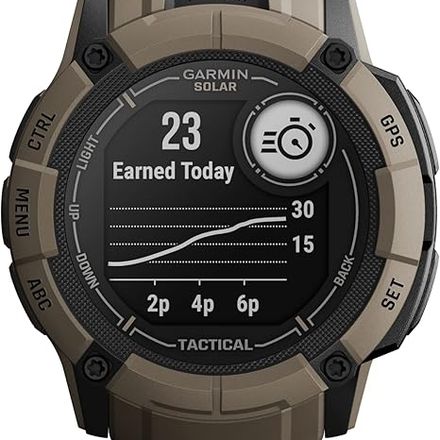 GARMIN
SOLAR
CTRL
LIGHT
GPS
23
Earned Today
MENU
UP
30
15
DOWN
BACK
ABC
SET
2p 4p 6p
TACTICAL